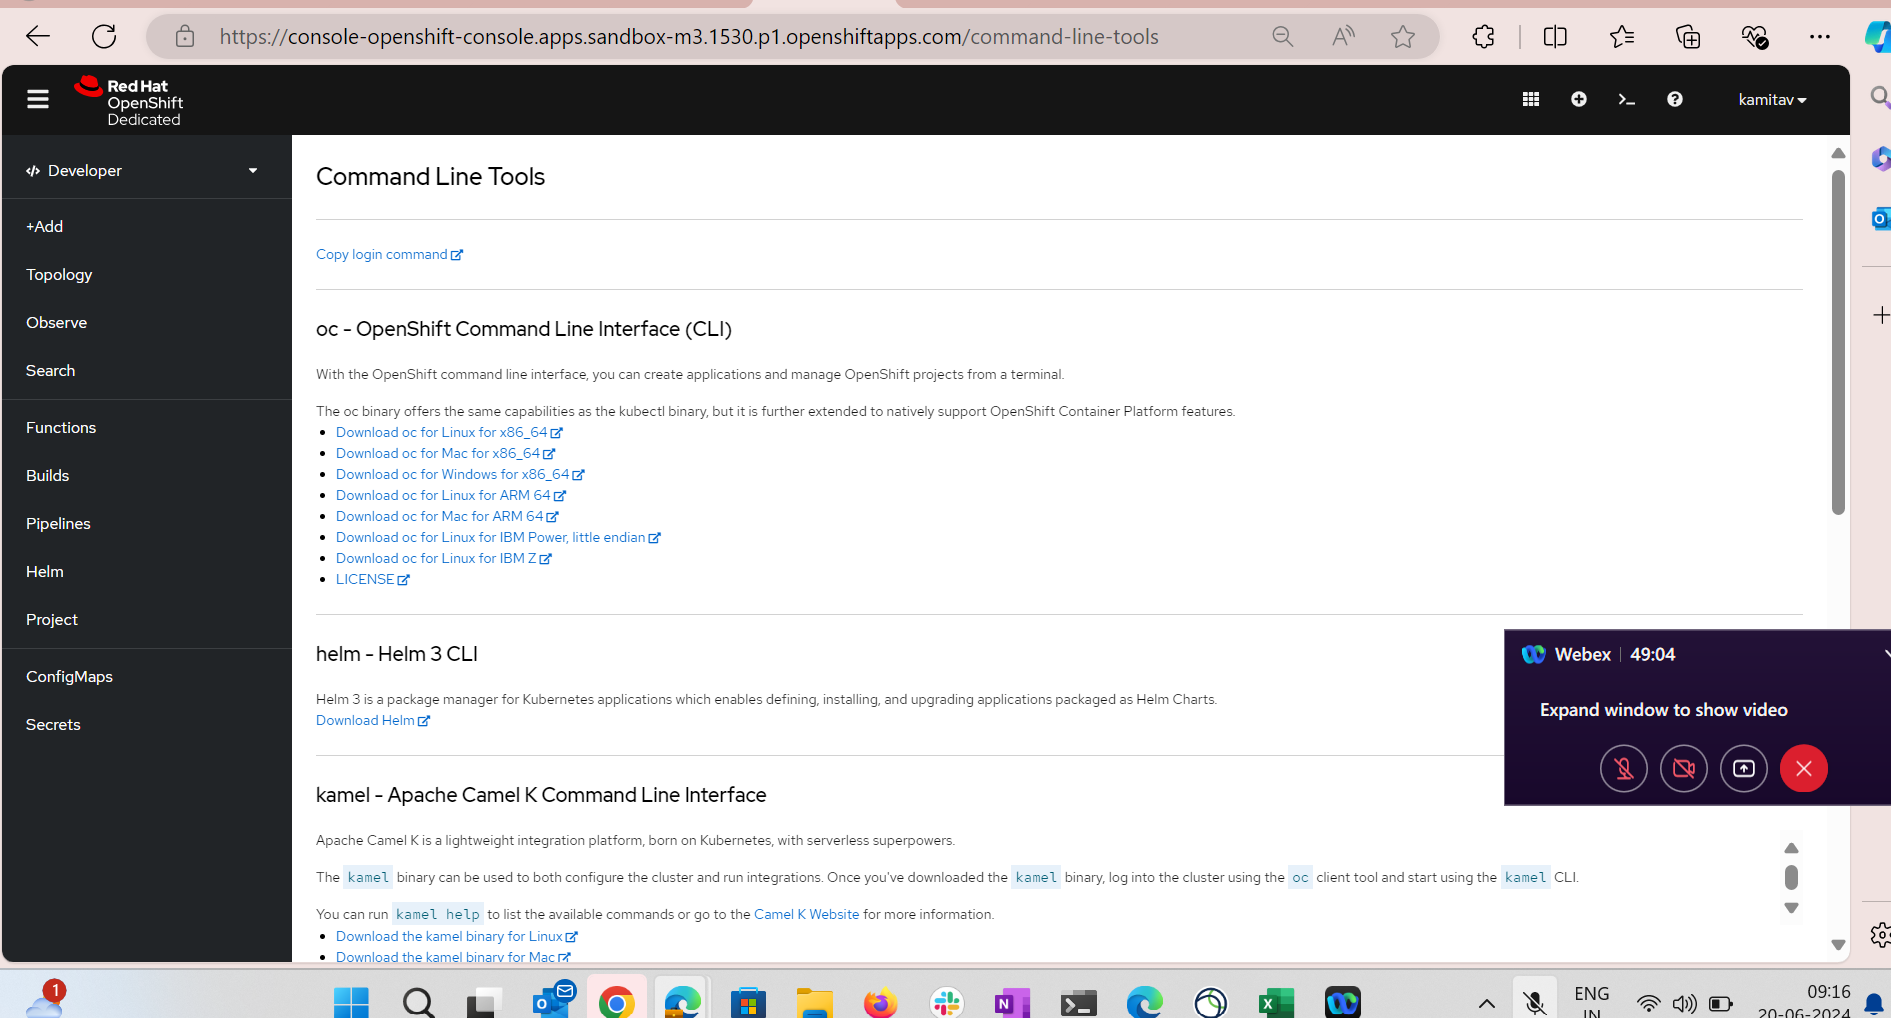 https://console-openshift-console.apps.sandbox-m3.1530.p1.openshiftapps.com/command-line-tools
Red Hat
OpenShift
Dedicated
kamitav
Developer
+Add
Topology
Observe
Search
Functions
Builds
Pipelines
Helm
Project
ConfigMaps
Secrets
Command Line Tools
Copy login command
oc - OpenShift Command Line Interface (CLI)
With the OpenShift command line interface, you can create applications and manage OpenShift projects from a terminal.
The oc binary offers the same capabilities as the kubectl binary, but it is further extended to natively support OpenShift Container Platform features.
Download oc for Linux for x86_64
Download oc for Mac for x86_64
Download oc for Windows for x86_64
Download oc for Linux for ARM 64
Download oc for Mac for ARM 64
Download oc for Linux for IBM Power, little endian
Download oc for Linux for IBM Z
LICENSE
helm - Helm 3 CLI
Helm 3 is a package manager for Kubernetes applications which enables defining, installing, and upgrading applications packaged as Helm Charts.
Download Helm
kamel - Apache Camel K Command Line Interface
Apache Camel K is a lightweight integration platform, born on Kubernetes, with serverless superpowers.
The kamel binary can be used to both configure the cluster and run integrations. Once you've downloaded the kamel binary, log into the cluster using the oc client tool and start using the kamel CLI.
You can run kamel help to list the available commands or go to the Camel K Website for more information.
Download the kamel binary for Linux
Download the kamel binary for Mac
Webex | 49:04
Expand window to show video
1
ENG
IN
09:16
20-06-2024